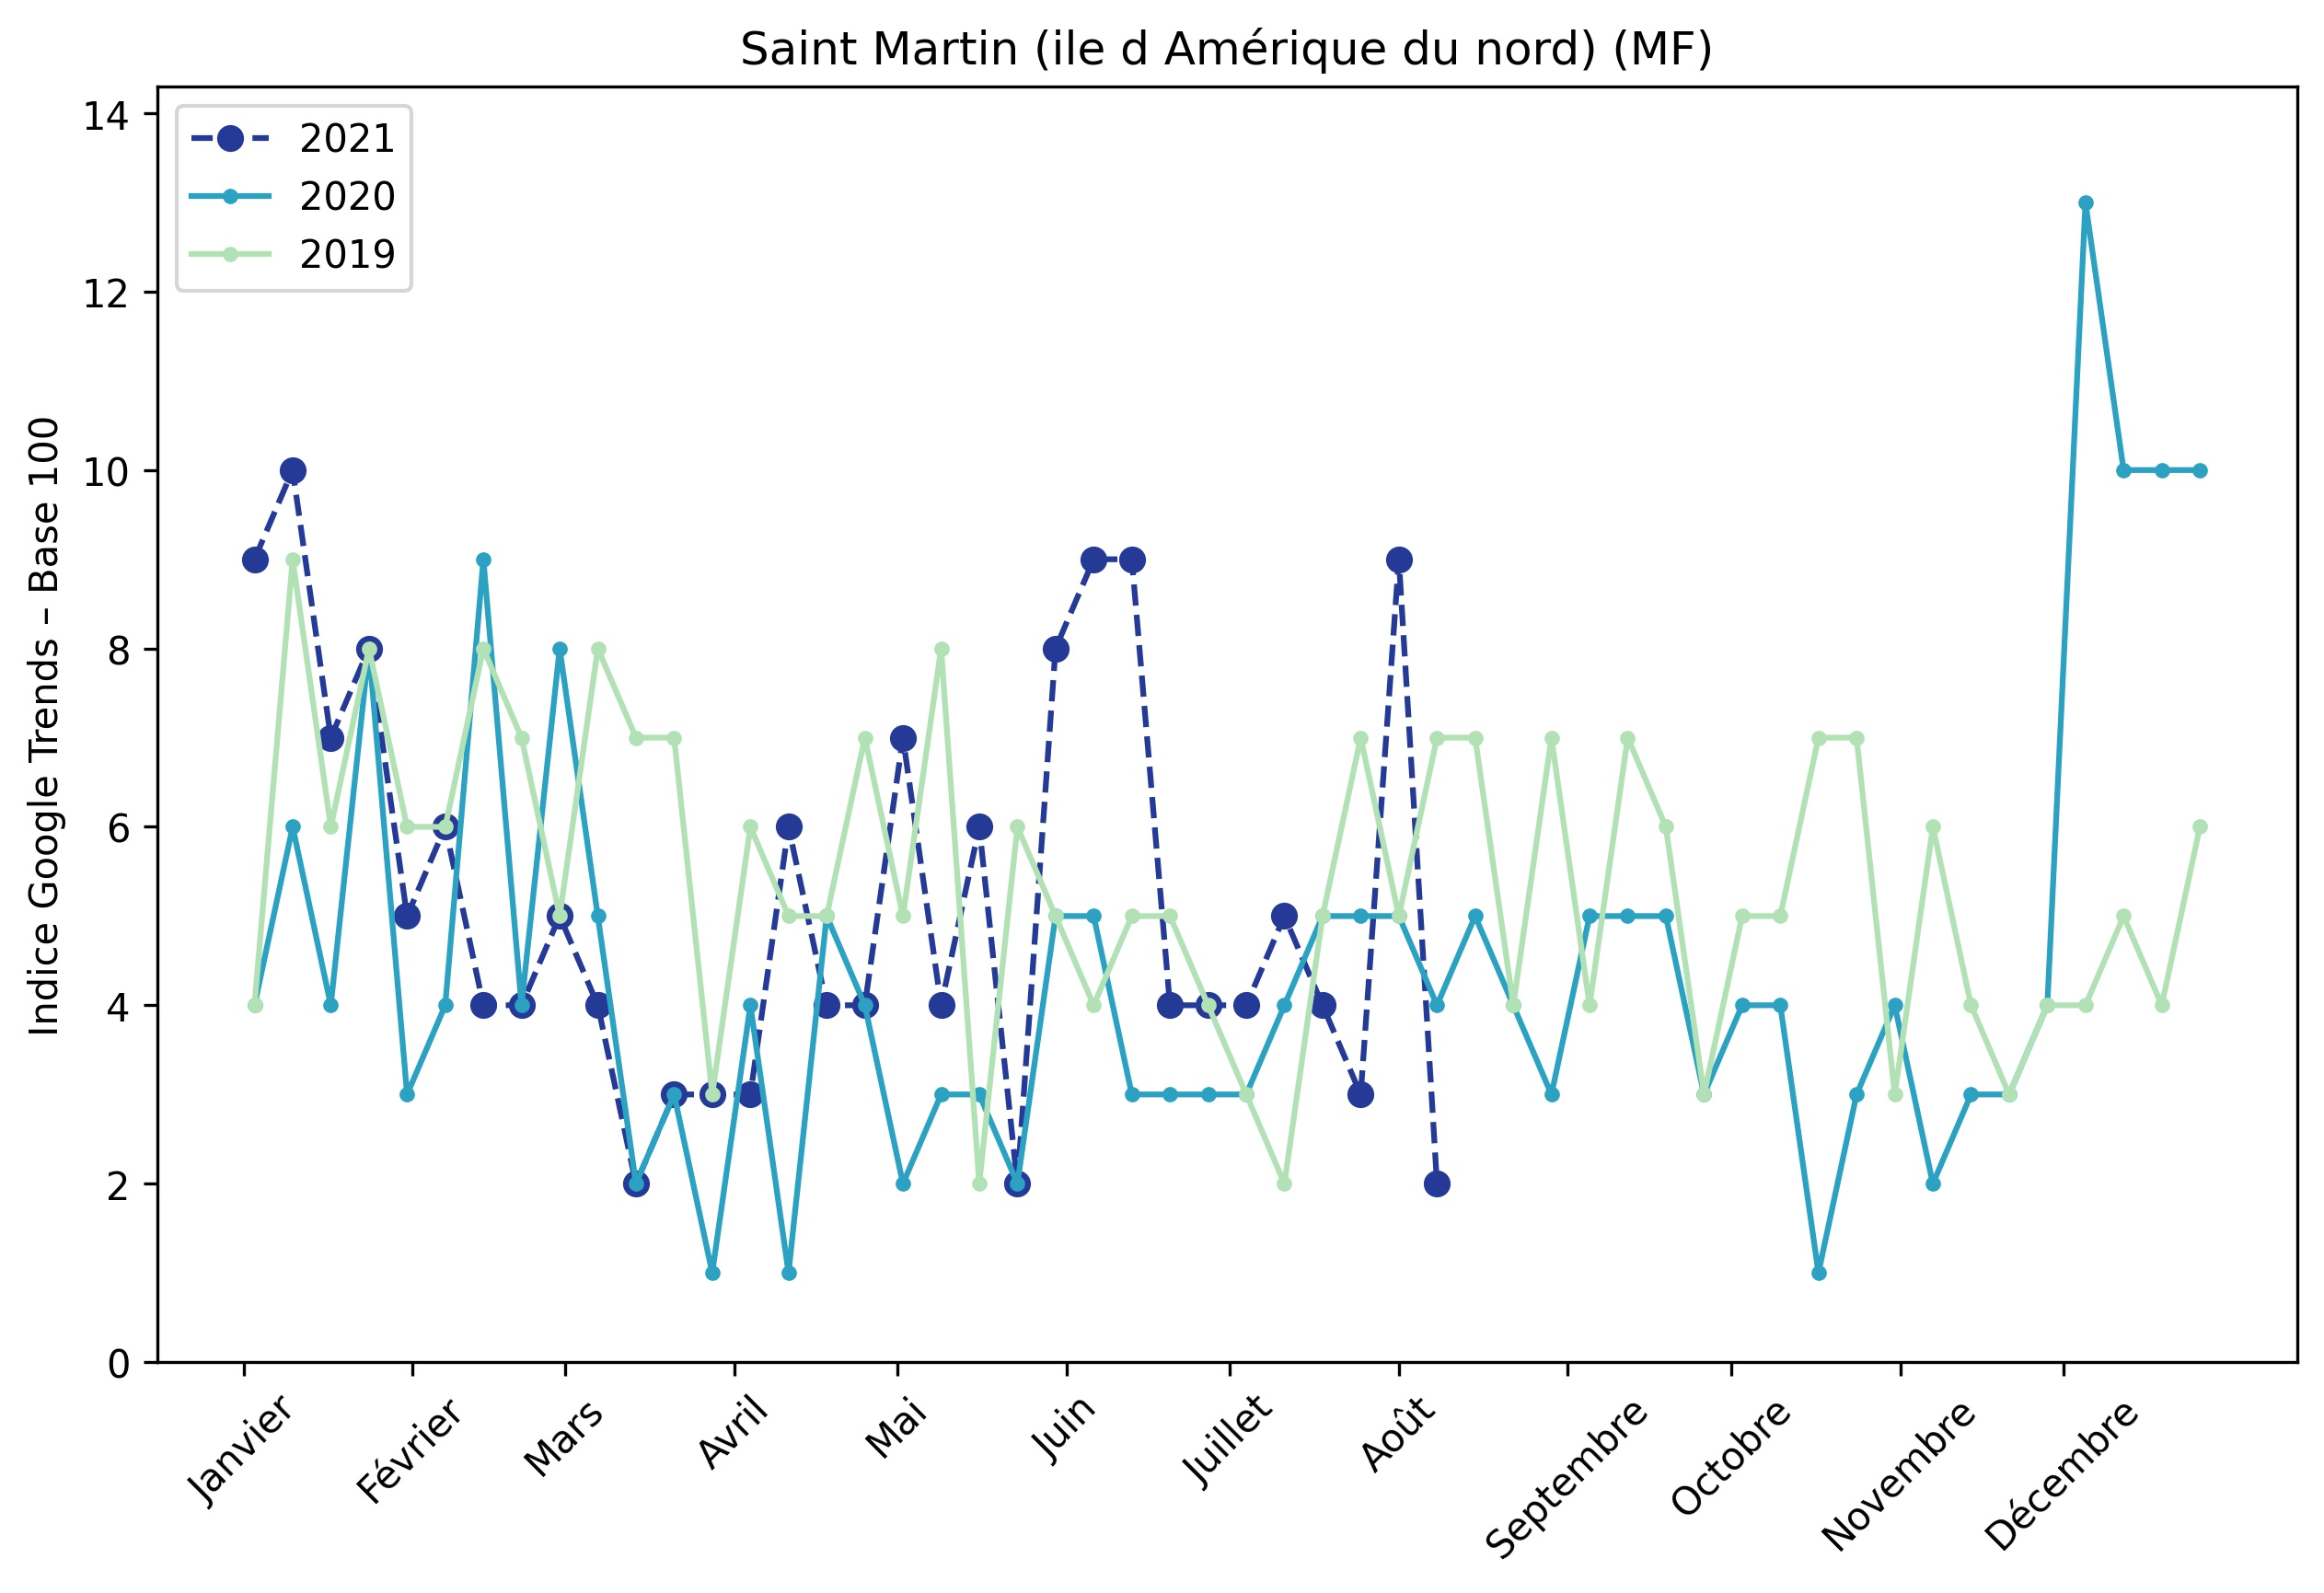 Saint Martin (ile d Amérique du nord) (MF)
Indice Google Trends – Base 100
14
12
10
8
6
4
2
0
2021
2020
2019
Janvier
Février
Mars
Avril
Mai
Juin
Juillet
Août
Septembre
Octobre
Novembre
Décembre